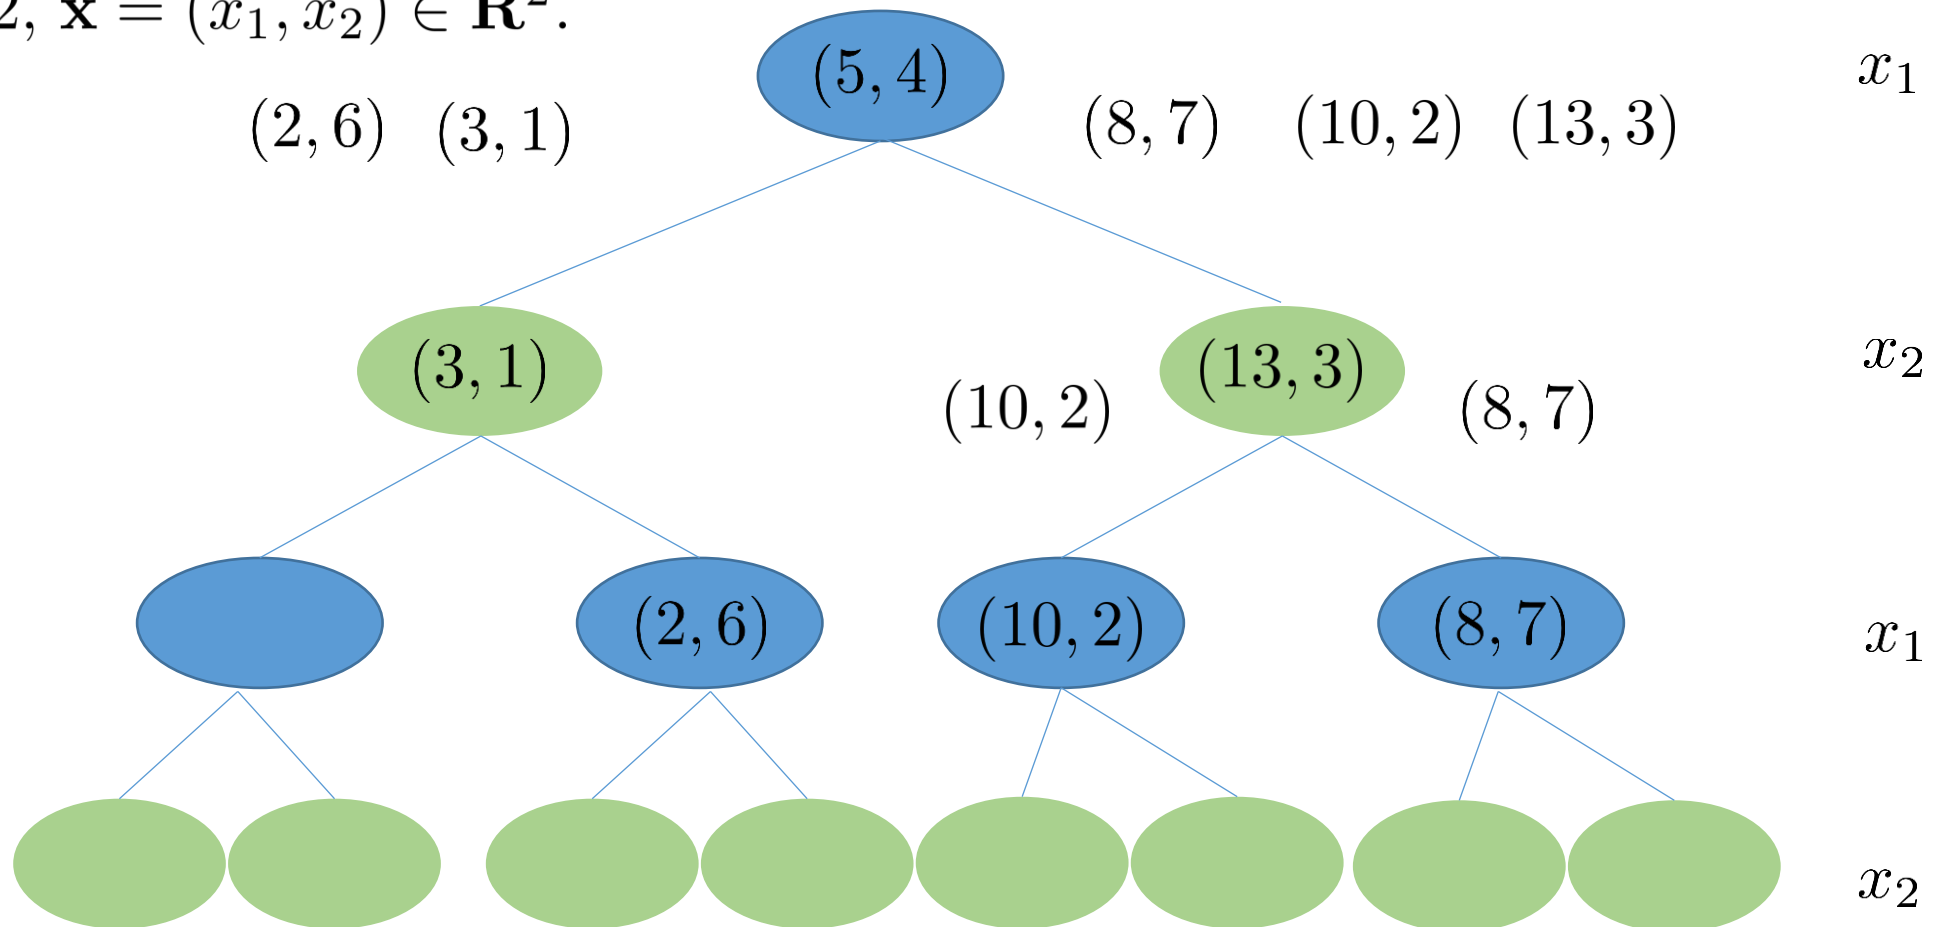 2, x = (x₁, x₂) ∈ R².
(5, 4)
x₁
(2, 6) (3, 1)
(8, 7) (10, 2) (13, 3)
(3, 1)
(13, 3)
x₂
(10, 2)
(8, 7)
(2, 6)
(10, 2)
(8, 7)
x₁
x₂